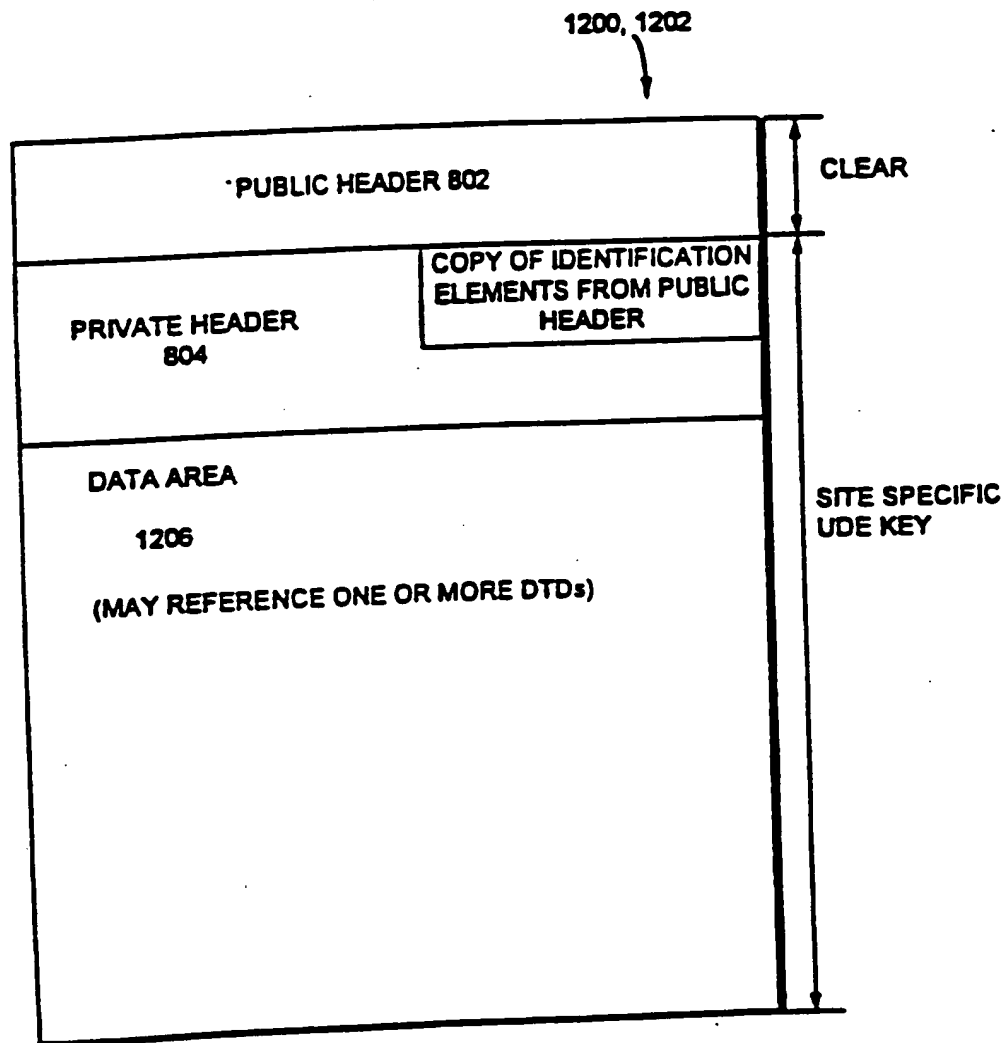 1200, 1202
PUBLIC HEADER 802
CLEAR
COPY OF IDENTIFICATION
ELEMENTS FROM PUBLIC
HEADER
PRIVATE HEADER
804
DATA AREA
1206
(MAY REFERENCE ONE OR MORE DTDs)
SITE SPECIFIC
UDE KEY